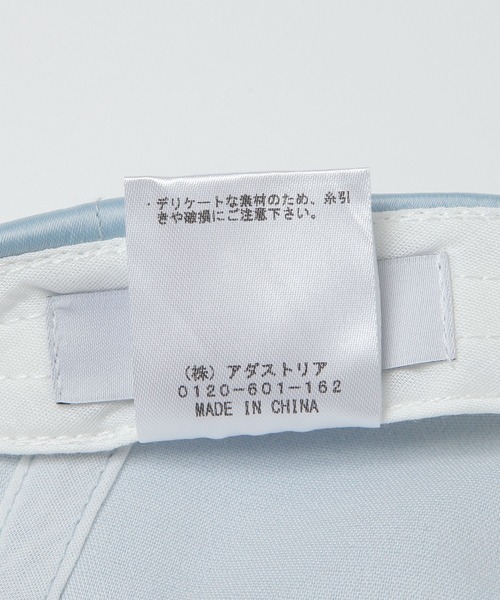 ・デリケートな素材のため、糸引
きや破損にご注意下さい。
(株) アダストリア
0120-601-162
MADE IN CHINA